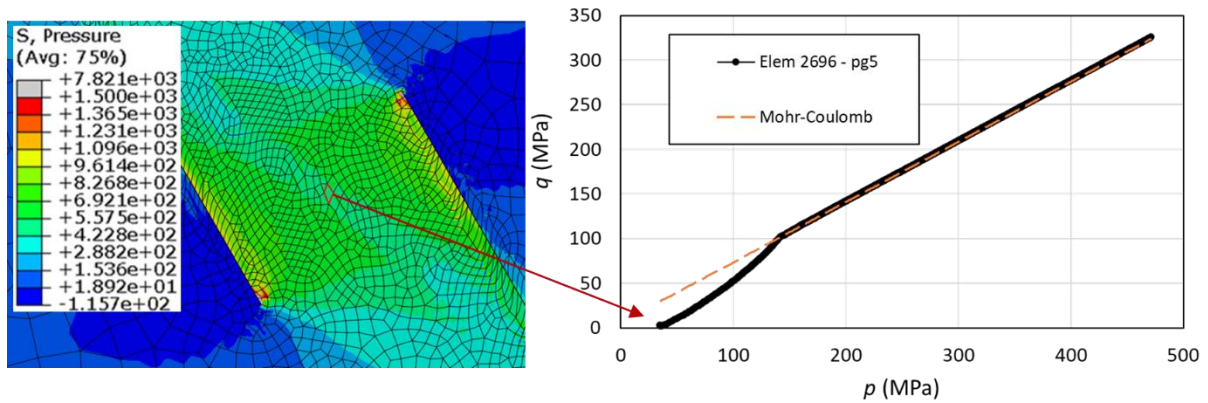 S, Pressure
(Avg: 75%)
+7.821e+03
+1.500e+03
+1.365e+03
+1.231e+03
+1.096e+03
+9.614e+02
+8.268e+02
+6.921e+02
+5.575e+02
+4.228e+02
+2.882e+02
+1.536e+02
+1.892e+01
-1.157e+02
350
300
250
200
150
100
50
0
q (MPa)
Elem 2696 - pg5
Mohr-Coulomb
0 100 200 300 400 500
p (MPa)